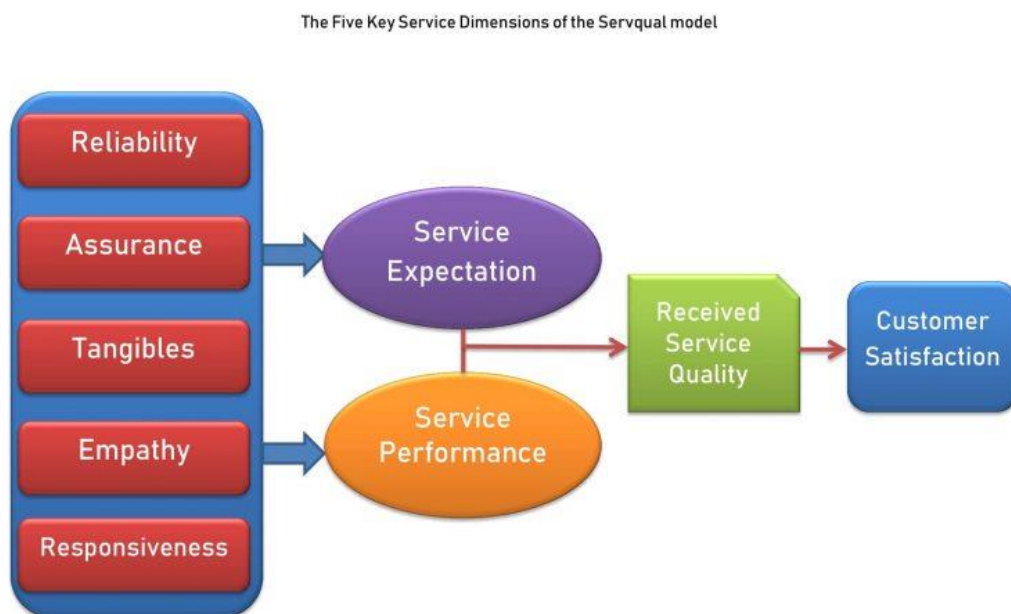 The Five Key Service Dimensions of the Servqual model
Reliability
Assurance
Tangibles
Empathy
Responsiveness
Service
Expectation
Service
Performance
Received
Service
Quality
Customer
Satisfaction